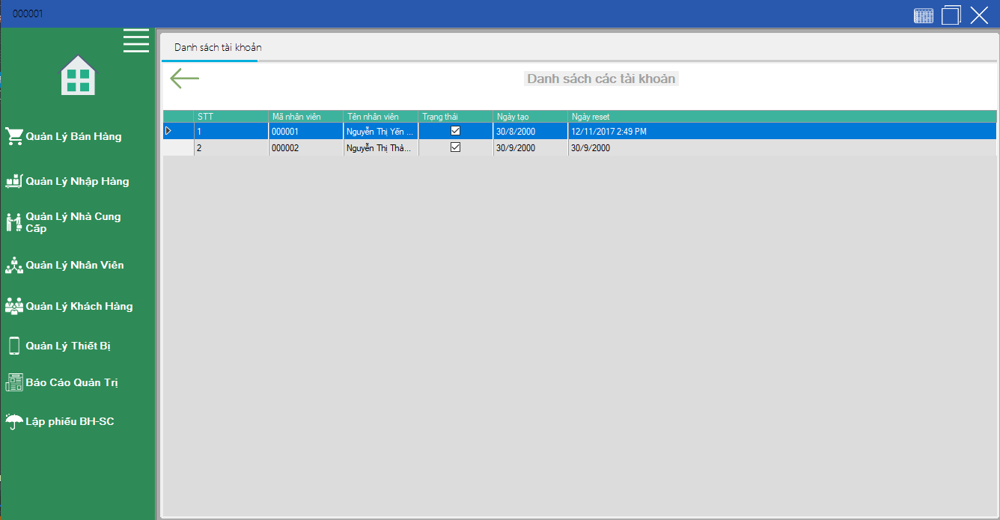 000001
Danh sách tài khoản
Danh sách các tài khoản
STT Mã nhân viên Tên nhân viên Trạng thái Ngày tạo Ngày reset
1 000001 Nguyễn Thị Yến ... 30/8/2000 12/11/2017 2:49 PM
2 000002 Nguyễn Thị Thả... 30/9/2000 30/9/2000
Quản Lý Bán Hàng
Quản Lý Nhập Hàng
Quản Lý Nhà Cung
Cấp
Quản Lý Nhân Viên
Quản Lý Khách Hàng
Quản Lý Thiết Bị
Báo Cáo Quản Trị
Lập phiếu BH-SC